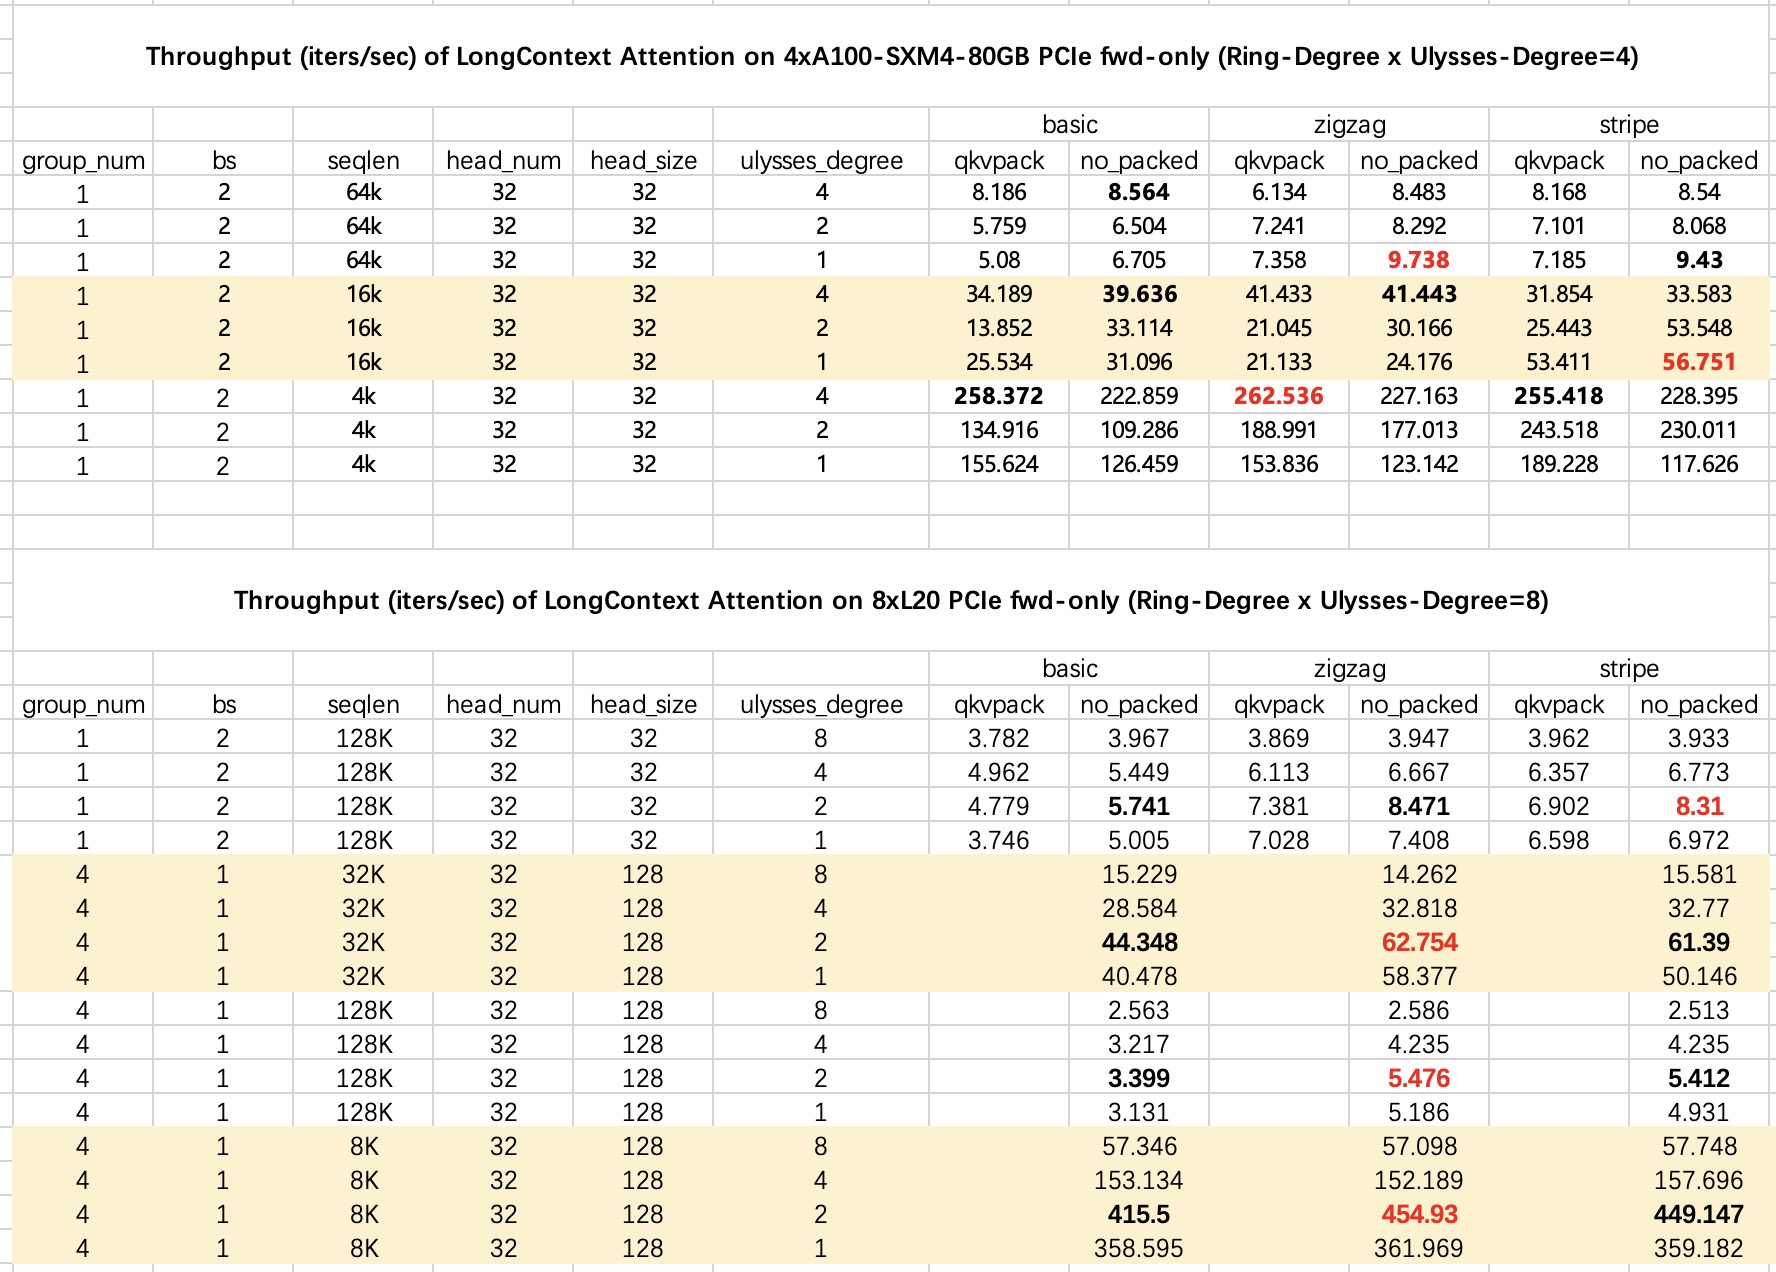 Throughput (iters/sec) of LongContext Attention on 4xA100-SXM4-80GB PCIe fwd-only (Ring-Degree x Ulysses-Degree=4)
basic zigzag stripe
group_num bs seqlen head_num head_size ulysses_degree qkvpack no_packed qkvpack no_packed qkvpack no_packed
1 2 64k 32 32 4 8.186 8.564 6.134 8.483 8.168 8.54
1 2 64k 32 32 2 5.759 6.504 7.241 8.292 7.101 8.068
1 2 64k 32 32 1 5.08 6.705 7.358 9.738 7.185 9.43
1 2 16k 32 32 4 34.189 39.636 41.433 41.443 31.854 33.583
1 2 16k 32 32 2 13.852 33.114 21.045 30.166 25.443 53.548
1 2 16k 32 32 1 25.534 31.096 21.133 24.176 53.411 56.751
1 2 4k 32 32 4 258.372 222.859 262.536 227.163 255.418 228.395
1 2 4k 32 32 2 134.916 109.286 188.991 177.013 243.518 230.011
1 2 4k 32 32 1 155.624 126.459 153.836 123.142 189.228 117.626
Throughput (iters/sec) of LongContext Attention on 8xL20 PCIe fwd-only (Ring-Degree x Ulysses-Degree=8)
basic zigzag stripe
group_num bs seqlen head_num head_size ulysses_degree qkvpack no_packed qkvpack no_packed qkvpack no_packed
1 2 128K 32 32 8 3.782 3.967 3.869 3.947 3.962 3.933
1 2 128K 32 32 4 4.962 5.449 6.113 6.667 6.357 6.773
1 2 128K 32 32 2 4.779 5.741 7.381 8.471 6.902 8.31
1 2 128K 32 32 1 3.746 5.005 7.028 7.408 6.598 6.972
4 1 32K 32 128 8 15.229 14.262 15.581
4 1 32K 32 128 4 28.584 32.818 32.77
4 1 32K 32 128 2 44.348 62.754 61.39
4 1 32K 32 128 1 40.478 58.377 50.146
4 1 128K 32 128 8 2.563 2.586 2.513
4 1 128K 32 128 4 3.217 4.235 4.235
4 1 128K 32 128 2 3.399 5.476 5.412
4 1 128K 32 128 1 3.131 5.186 4.931
4 1 8K 32 128 8 57.346 57.098 57.748
4 1 8K 32 128 4 153.134 152.189 157.696
4 1 8K 32 128 2 415.5 454.93 449.147
4 1 8K 32 128 1 358.595 361.969 359.182